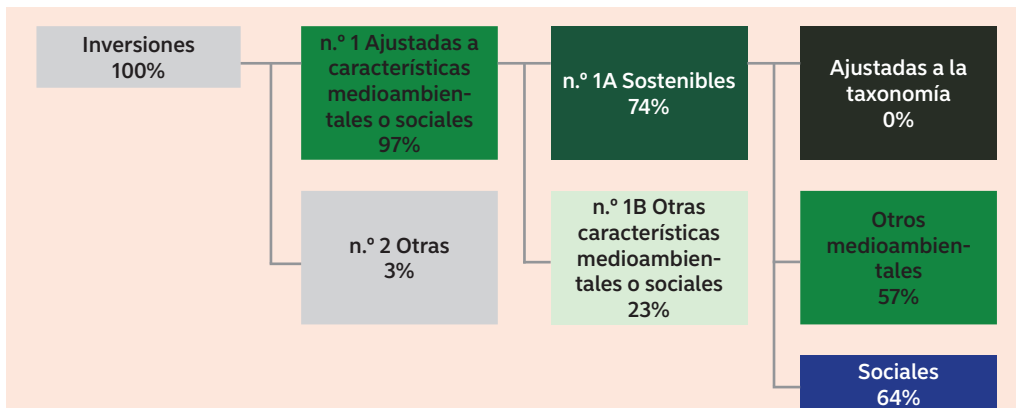 Inversiones
100%
n.º 1 Ajustadas a
características
medioambien-
tales o sociales
97%
n.º 1A Sostenibles
74%
Ajustadas a la
taxonomía
0%
n.º 2 Otras
3%
n.º 1B Otras
características
medioambien-
tales o sociales
23%
Otros
medioambien-
tales
57%
Sociales
64%